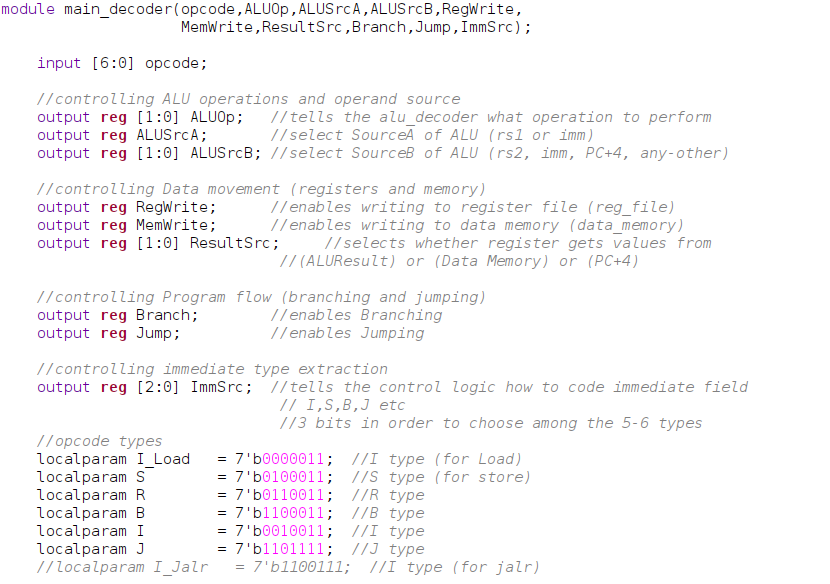 module main_decoder(opcode,ALUOp,ALUSrcA,ALUSrcB,RegWrite,
                    MemWrite,ResultSrc,Branch,Jump,ImmSrc);

    input [6:0] opcode;

    //controlling ALU operations and operand source
    output reg [1:0] ALUOp;   //tells the alu_decoder what operation to perform
    output reg ALUSrcA;       //select SourceA of ALU (rs1 or imm)
    output reg [1:0] ALUSrcB; //select SourceB of ALU (rs2, imm, PC+4, any-other)

    //controlling Data movement (registers and memory)
    output reg RegWrite;      //enables writing to register file (reg_file)
    output reg MemWrite;      //enables writing to data memory (data_memory)
    output reg [1:0] ResultSrc;     //selects whether register gets values from
                               //(ALUResult) or (Data Memory) or (PC+4)

    //controlling Program flow (branching and jumping)
    output reg Branch;        //enables Branching
    output reg Jump;          //enables Jumping

    //controlling immediate type extraction
    output reg [2:0] ImmSrc;  //tells the control logic how to code immediate field
                               // I,S,B,J etc
                               //3 bits in order to choose among the 5-6 types
    //opcode types
    localparam I_Load   = 7'b0000011;  //I type (for Load)
    localparam S        = 7'b0100011;  //S type (for store)
    localparam R        = 7'b0110011;  //R type
    localparam B        = 7'b1100011;  //B type
    localparam I        = 7'b0010011;  //I type
    localparam J        = 7'b1101111;  //J type
    //localparam I_Jalr   = 7'b1100111;  //I type (for jalr)